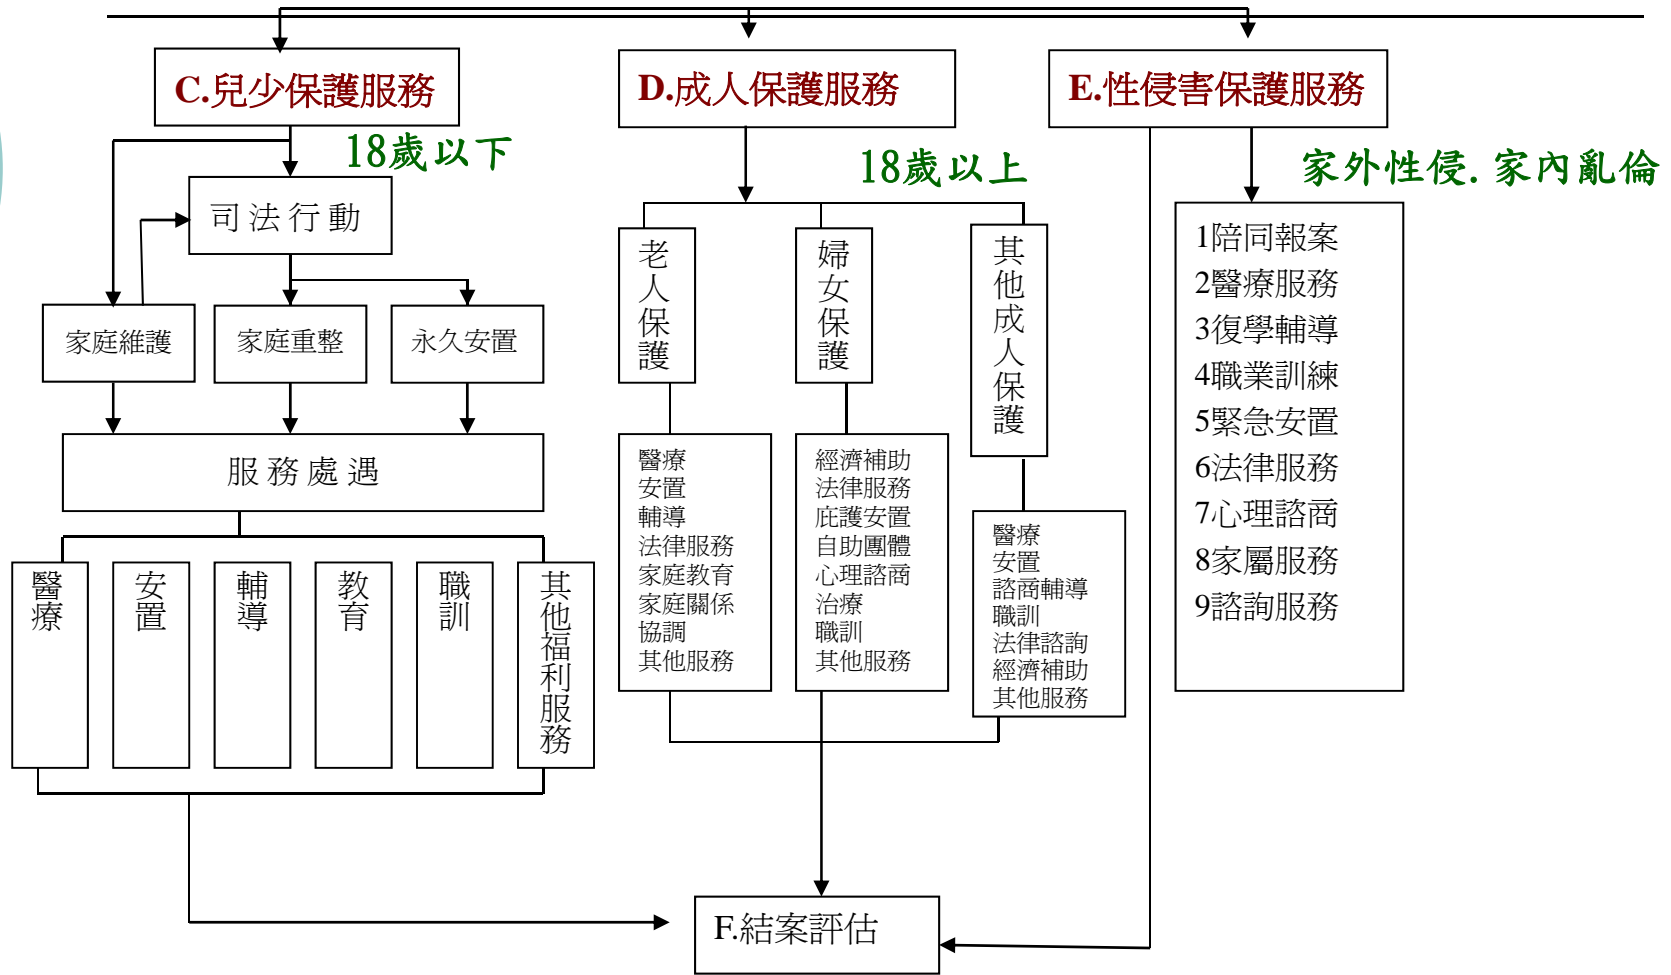 C.兒少保護服務
D.成人保護服務
E.性侵害保護服務
18歲以下
18歲以上
家外性侵.家內亂倫
司法行動
家庭維護
家庭重整
永久安置
服務處遇
醫療
安置
輔導
教育
職訓
其他福利服務
老人保護
婦女保護
其他成人保護
醫療
安置
輔導
法律服務
家庭教育
家庭關係
協調
其他服務
經濟補助
法律服務
庇護安置
自助團體
心理諮商
治療
職訓
其他服務
醫療
安置
諮商輔導
職訓
法律諮詢
經濟補助
其他服務
1陪同報案
2醫療服務
3復學輔導
4職業訓練
5緊急安置
6法律服務
7心理諮商
8家屬服務
9諮詢服務
F.結案評估